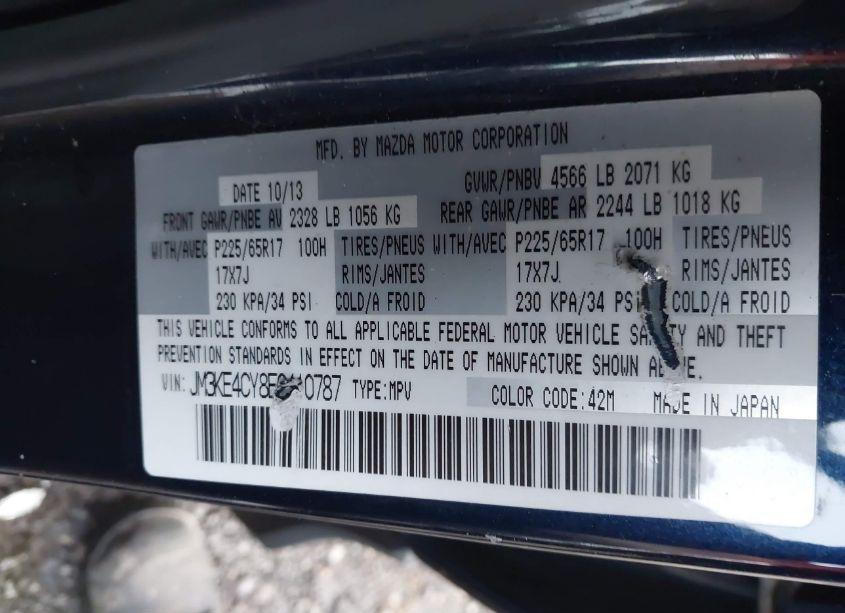 MFD. BY MAZDA MOTOR CORPORATION
DATE 10/13 GVWR/PNBV 4566 LB 2071 KG
FRONT GAWR/PNBE AV 2328 LB 1056 KG REAR GAWR/PNBE AR 2244 LB 1018 KG
WITH/AVEC P225/65R17 100H TIRES/PNEUS WITH/AVEC P225/65R17 100H TIRES/PNEUS
17X7J RIMS/JANTES 17X7J RIMS/JANTES
230 KPA/34 PSI COLD/A FROID 230 KPA/34 PSI COLD/A FROID
THIS VEHICLE CONFORMS TO ALL APPLICABLE FEDERAL MOTOR VEHICLE SAFETY AND THEFT
PREVENTION STANDARDS IN EFFECT ON THE DATE OF MANUFACTURE SHOWN ABOVE.
VIN: TYPE:MPV COLOR CODE:42M MADE IN JAPAN